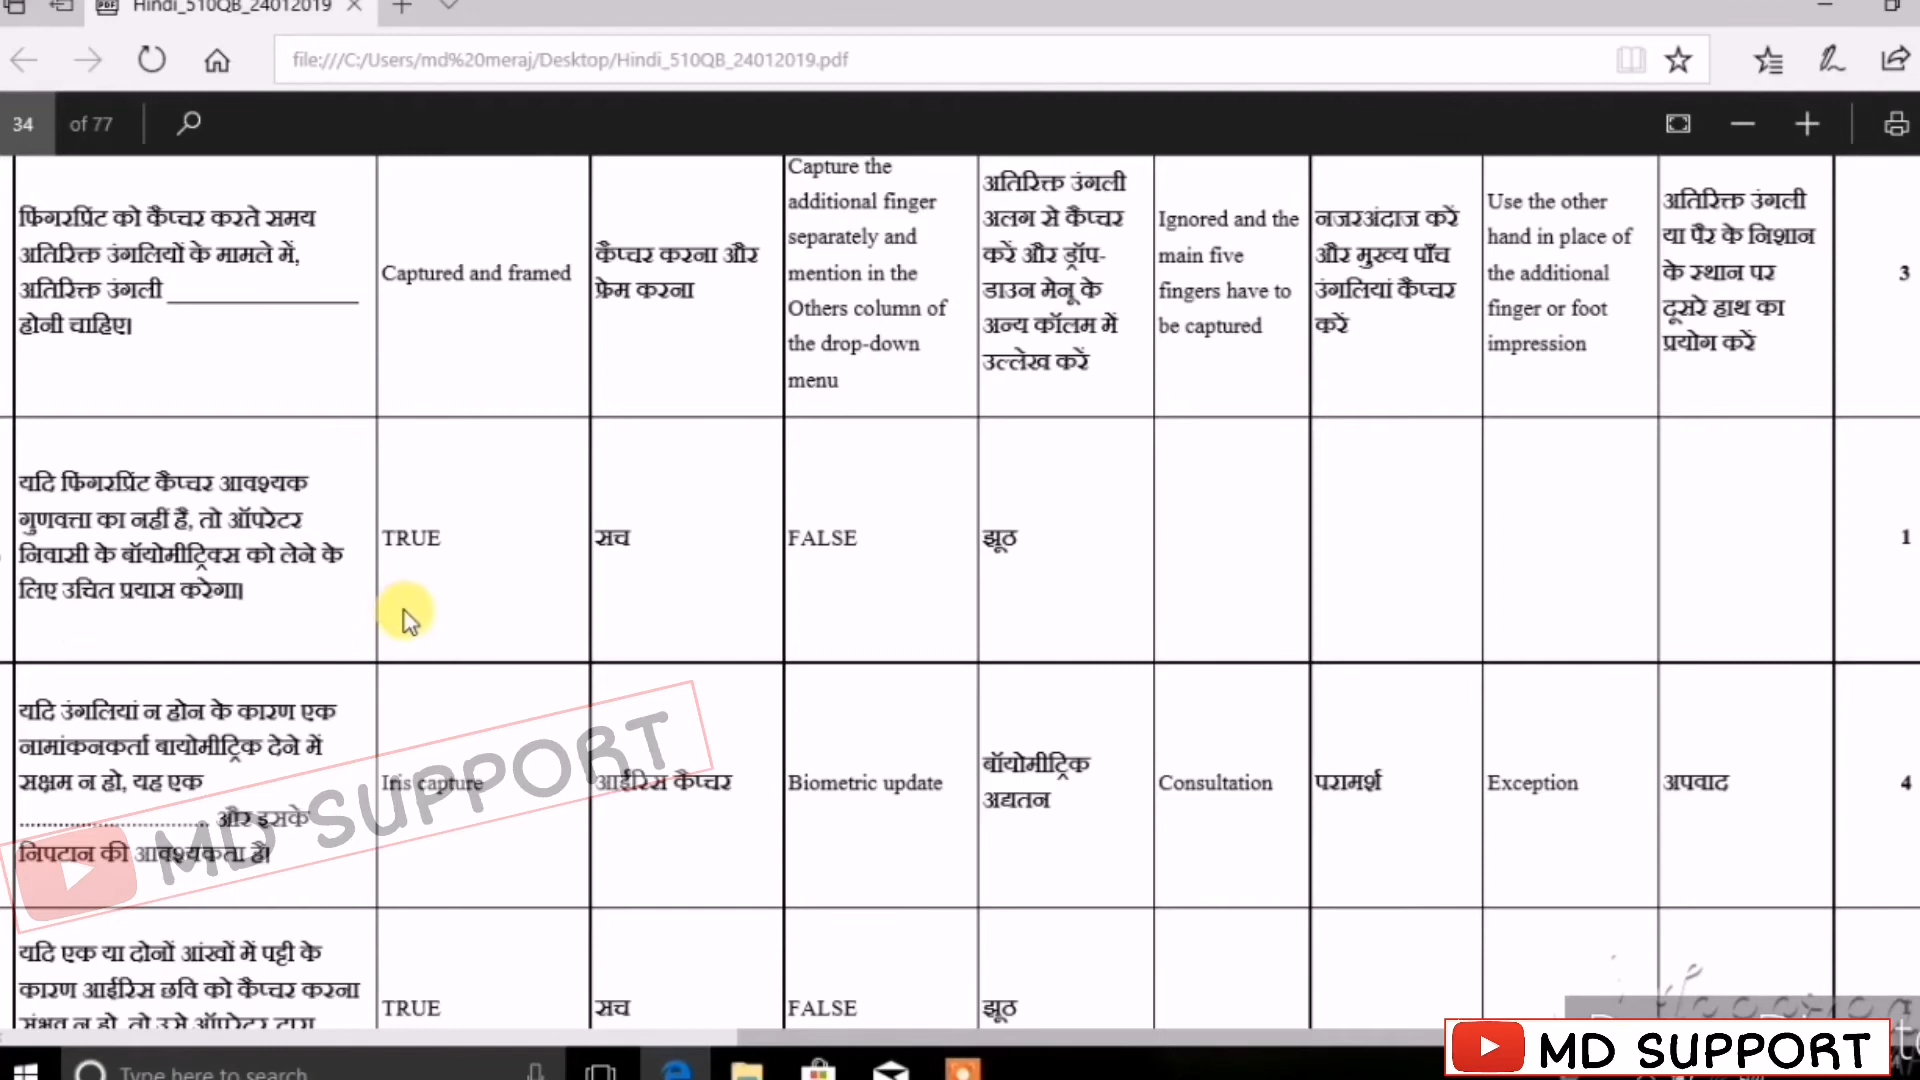 Hindi_510QB_24012019
file:///C:/Users/md%20meraj/Desktop/Hindi_510QB_24012019.pdf
34 of 77
फिंगरप्रिंट को कैप्चर करते समय
अतिरिक्त उंगलियों के मामले में,
अतिरिक्त उंगली ___________________
होनी चाहिए।
Captured and framed
कैप्चर करना और
फ्रेम करना
Capture the
additional finger
separately and
mention in the
Others column of
the drop-down
menu
अतिरिक्त उंगली
अलग से कैप्चर
करें और ड्रॉप-
डाउन मेनू के
अन्य कॉलम में
उल्लेख करें
Ignored and the
main five
fingers have to
be captured
नजरअंदाज करें
और मुख्य पाँच
उंगलियां कैप्चर
करें
Use the other
hand in place of
the additional
finger or foot
impression
अतिरिक्त उंगली
या पैर के निशान
के स्थान पर
दूसरे हाथ का
प्रयोग करें
3
यदि फिंगरप्रिंट कैप्चर आवश्यक
गुणवत्ता का नहीं है, तो ऑपरेटर
निवासी के बॉयोमीट्रिक्स को लेने के
लिए उचित प्रयास करेगा।
TRUE
सच
FALSE
झूठ
1
यदि उंगलियां न होन के कारण एक
नामांकनकर्ता बायोमीट्रिक देने में
सक्षम न हो, यह एक
................................ और इसके
निपटान की आवश्यकता है।
Iris capture
आईरिस कैप्चर
Biometric update
बॉयोमीट्रिक
अद्यतन
Consultation
परामर्श
Exception
अपवाद
4
MD SUPPORT
यदि एक या दोनों आंखों में पट्टी के
कारण आईरिस छवि को कैप्चर करना
संभव न हो, तो उसे ऑपरेटर द्वारा
TRUE
सच
FALSE
झूठ
MD SUPPORT
Type here to search